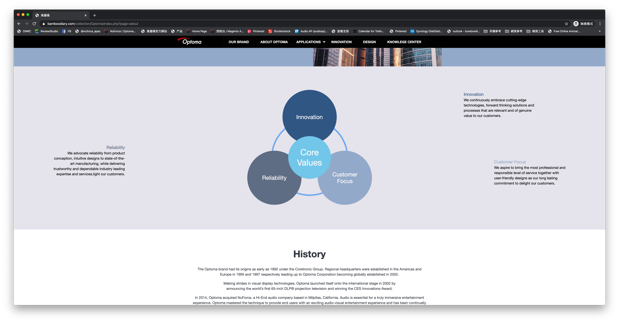 Optoma
OUR BRAND
ABOUT OPTOMA
APPLICATIONS
INNOVATION
DESIGN
KNOWLEGE CENTER
Innovation
We continuously embrace cutting-edge
technologies, forward thinking solutions and
processes that are relevant and of genuine
value to our customers.
Innovation
Reliability
We advocate reliability from product
conception, intuitive designs to state-of-the-
art manufacturing, while delivering
trustworthy and dependable industry leading
expertise and services light our customers.
Core
Values
Customer Focus
We aspire to bring the most professional and
responsible level of service together with
user-friendly designs as our long lasting
commitment to delight our customers.
Reliability
Customer
Focus
History
The Optoma brand had its origins as early as 1992 under the Coretronic Group. Regional headquarters were established in the Americas and
Europe in 1995 and 1997 respectively leading up to Optoma Corporation becoming globally established in 2002.
Making strides in visual display technologies, Optoma launched itself onto the international stage in 2002 by
announcing the world's first 65-inch DLP® projection television and winning the CES Innovations Award.
In 2014, Optoma acquired NuForce, a Hi-End audio company based in Milpitas, California. Audio is essential for a truly immersive entertainment
experience. Optoma mastered the technique to provide end users with an exciting audio-visual entertainment experience and has been continually